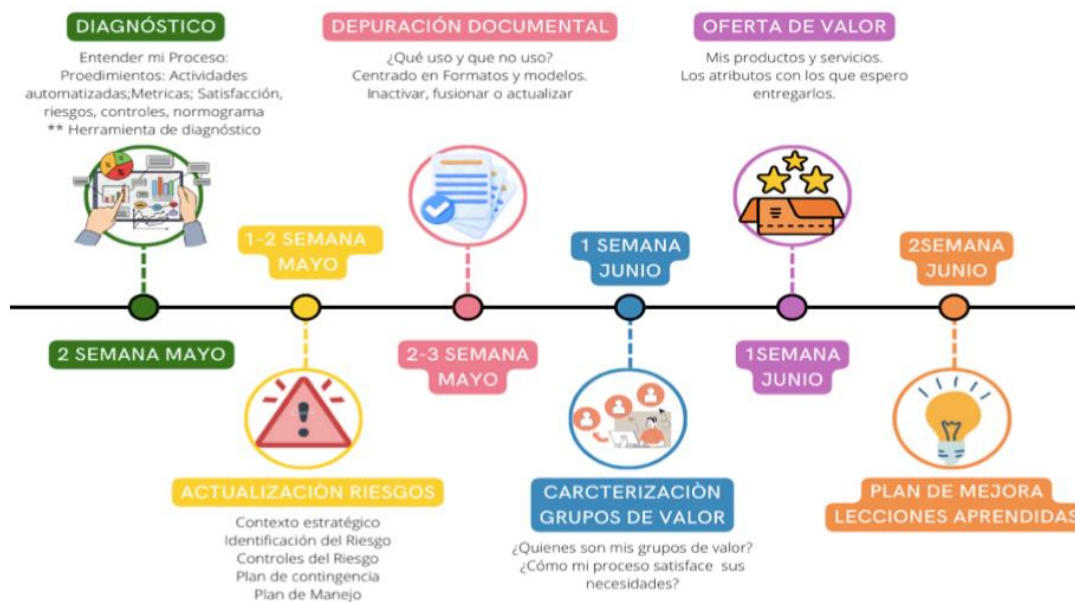 DIAGNÓSTICO
Entender mi Proceso:
Proedimientos: Actividades
automatizadas;Metricas; Satisfacción,
riesgos, controles, normograma
** Herramienta de diagnóstico
2 SEMANA MAYO
1-2 SEMANA
MAYO
ACTUALIZACIÒN RIESGOS
Contexto estratégico
Identificación del Riesgo
Controles del Riesgo
Plan de contingencia
Plan de Manejo
DEPURACIÓN DOCUMENTAL
¿Qué uso y que no uso?
Centrado en Formatos y modelos.
Inactivar, fusionar o actualizar
2-3 SEMANA
MAYO
1 SEMANA
JUNIO
CARCTERIZACIÒN
GRUPOS DE VALOR
¿Quienes son mis grupos de valor?
¿Cómo mi proceso satisface sus
necesidades?
OFERTA DE VALOR
Mis productos y servicios.
Los atributos con los que espero
entregarlos.
1SEMANA
JUNIO
2SEMANA
JUNIO
PLAN DE MEJORA
LECCIONES APRENDIDAS